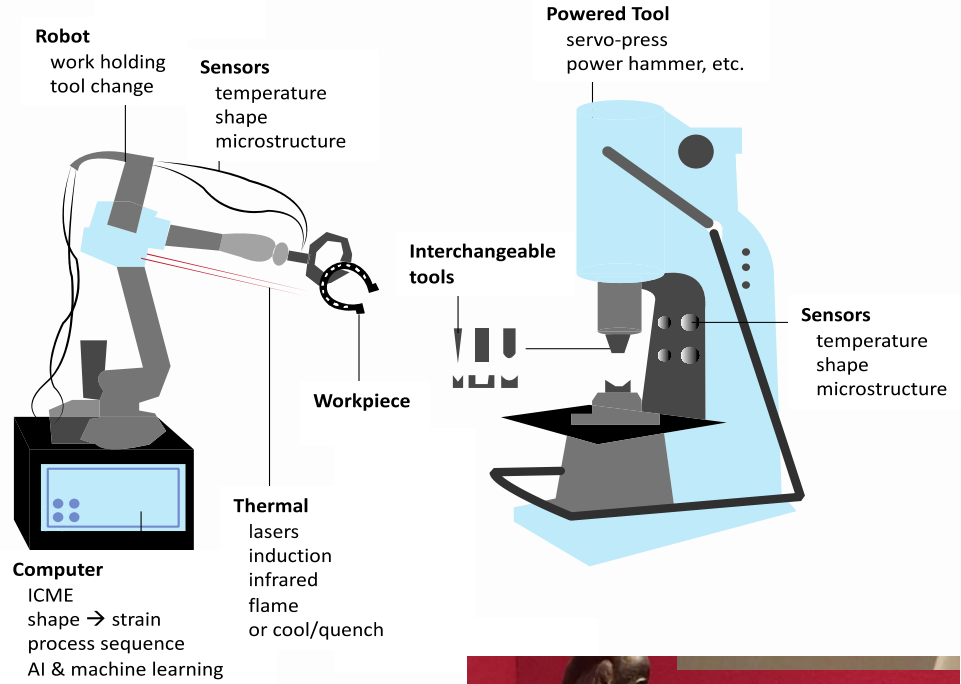 Robot
work holding
tool change
Sensors
temperature
shape
microstructure
Powered Tool
servo-press
power hammer, etc.
Interchangeable
tools
Sensors
temperature
shape
microstructure
Workpiece
Thermal
lasers
induction
infrared
flame
or cool/quench
Computer
ICME
shape → strain
process sequence
AI & machine learning